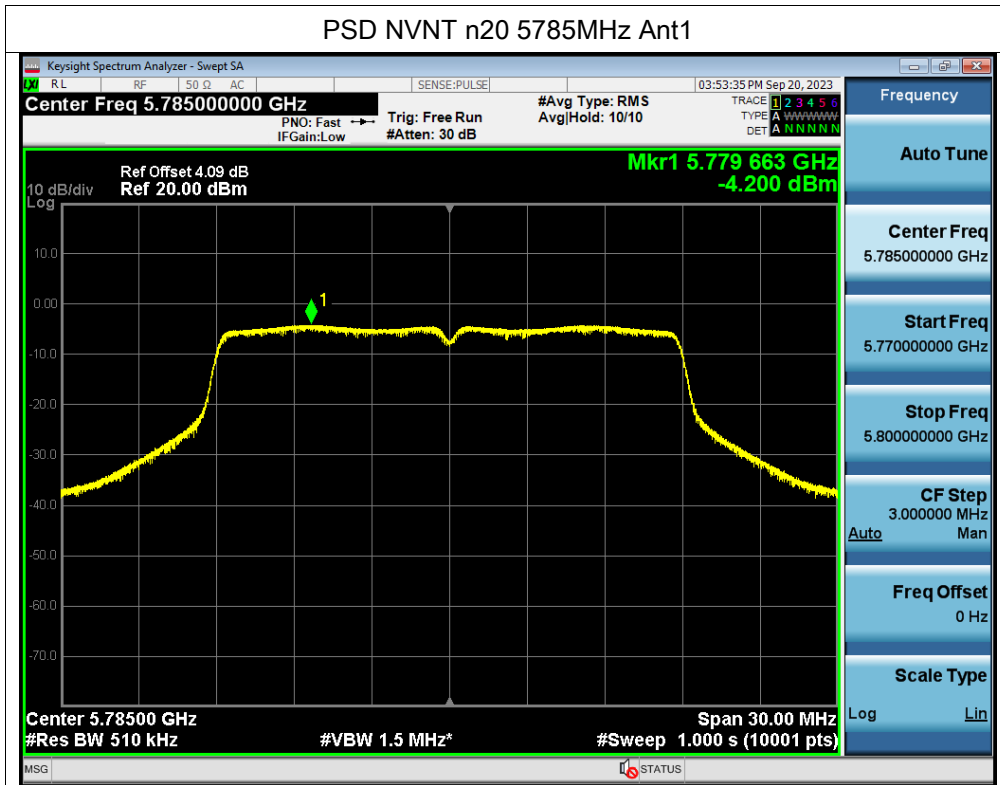 PSD NVNT n20 5785MHz Ant1
Keysight Spectrum Analyzer - Swept SA
LXI RL RF 50 Ω AC SENSE:PULSE 03:53:35 PM Sep 20, 2023
Center Freq 5.785000000 GHz
PNO: Fast
IFGain:Low
Trig: Free Run
#Atten: 30 dB
#Avg Type: RMS
Avg|Hold: 10/10
TRACE 1 2 3 4 5 6
TYPE A WWWWW
DET A N N N N N
Mkr1 5.779 663 GHz
-4.200 dBm
Ref Offset 4.09 dB
10 dB/div Ref 20.00 dBm
Log
10.0
0.00
-10.0
-20.0
-30.0
-40.0
-50.0
-60.0
-70.0
1
Center 5.78500 GHz Span 30.00 MHz
#Res BW 510 kHz #VBW 1.5 MHz* #Sweep 1.000 s (10001 pts)
MSG STATUS
Frequency
Auto Tune
Center Freq
5.785000000 GHz
Start Freq
5.770000000 GHz
Stop Freq
5.800000000 GHz
CF Step
3.000000 MHz
Auto Man
Freq Offset
0 Hz
Scale Type
Log Lin